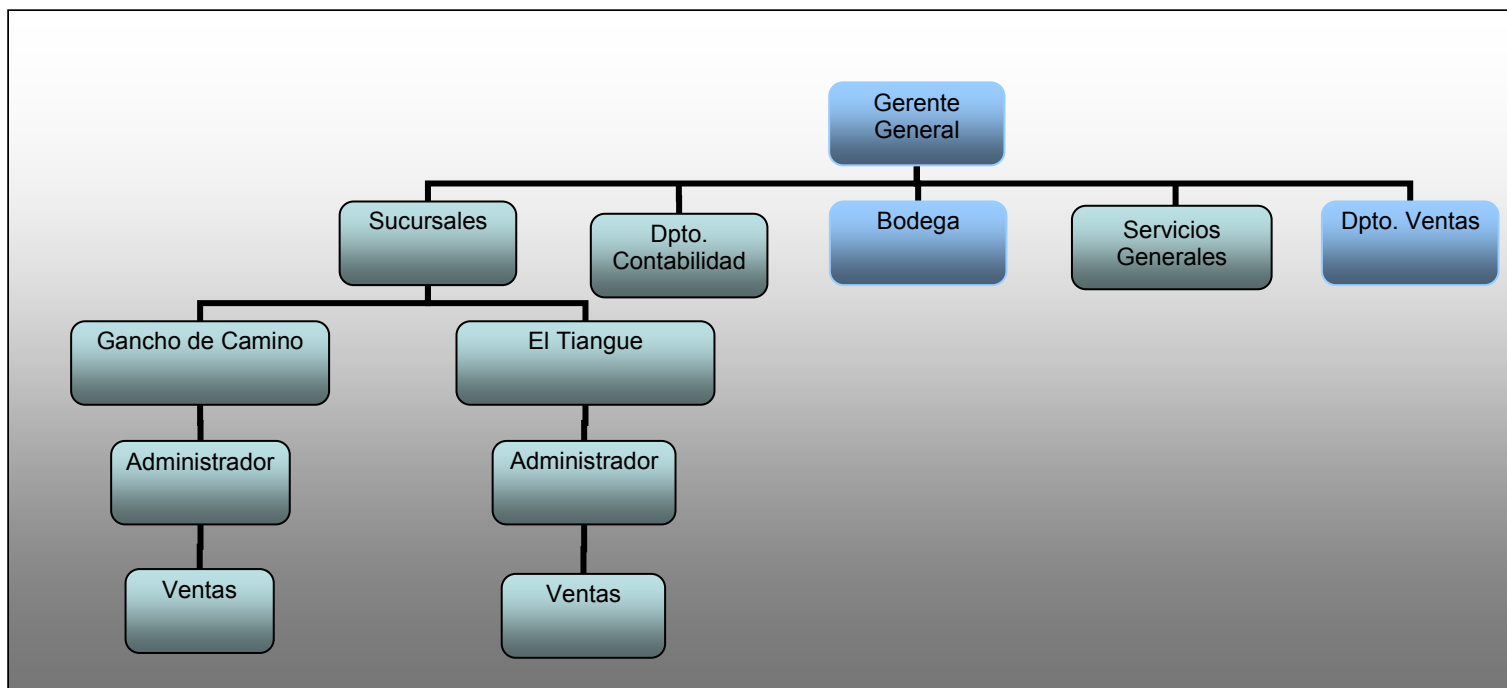 Gerente
General
Sucursales
Dpto.
Contabilidad
Bodega
Servicios
Generales
Dpto. Ventas
Gancho de Camino
El Tiangue
Administrador
Administrador
Ventas
Ventas